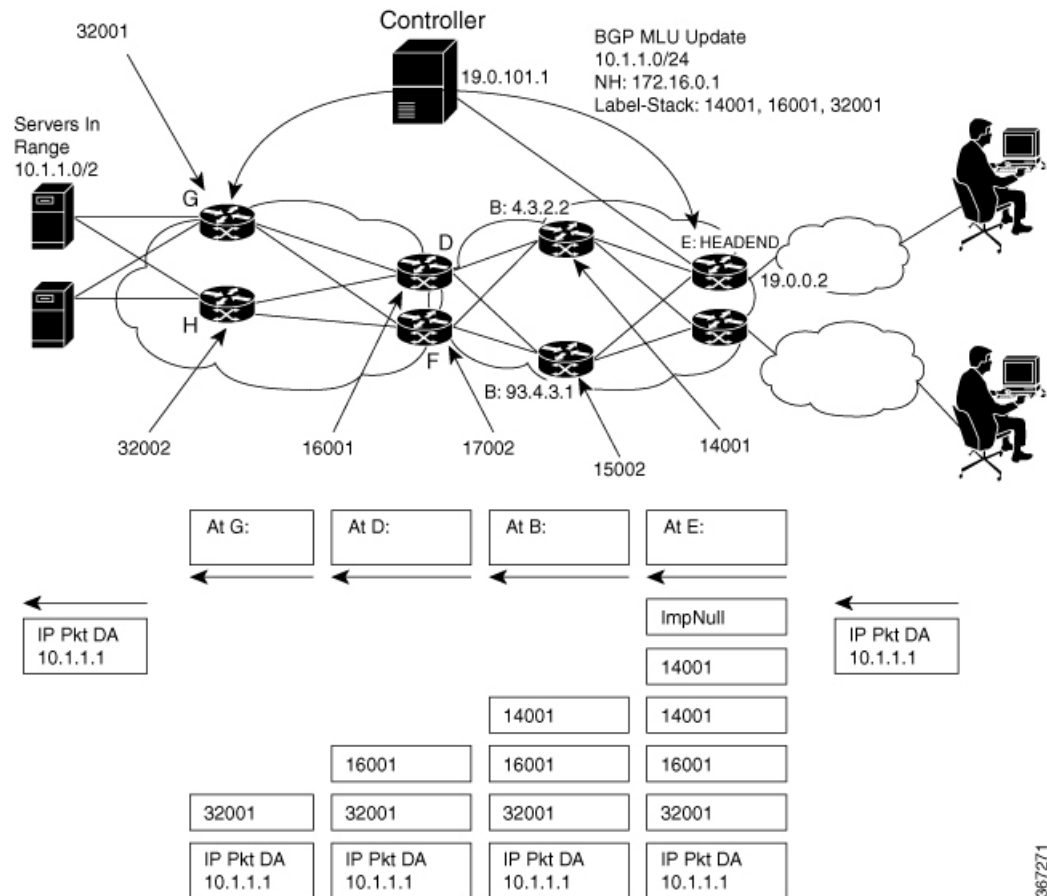 Controller
32001
19.0.101.1
BGP MLU Update
10.1.1.0/24
NH: 172.16.0.1
Label-Stack: 14001, 16001, 32001
Servers In
Range
10.1.1.0/2
G
B: 4.3.2.2
D
E: HEADEND
19.0.0.2
H
F
B: 93.4.3.1
32002
16001
17002
15002
14001
At G:
At D:
At B:
At E:
ImpNull
IP Pkt DA
10.1.1.1
IP Pkt DA
10.1.1.1
14001
14001
14001
16001
16001
16001
32001
32001
32001
32001
IP Pkt DA
10.1.1.1
IP Pkt DA
10.1.1.1
IP Pkt DA
10.1.1.1
IP Pkt DA
10.1.1.1
367271